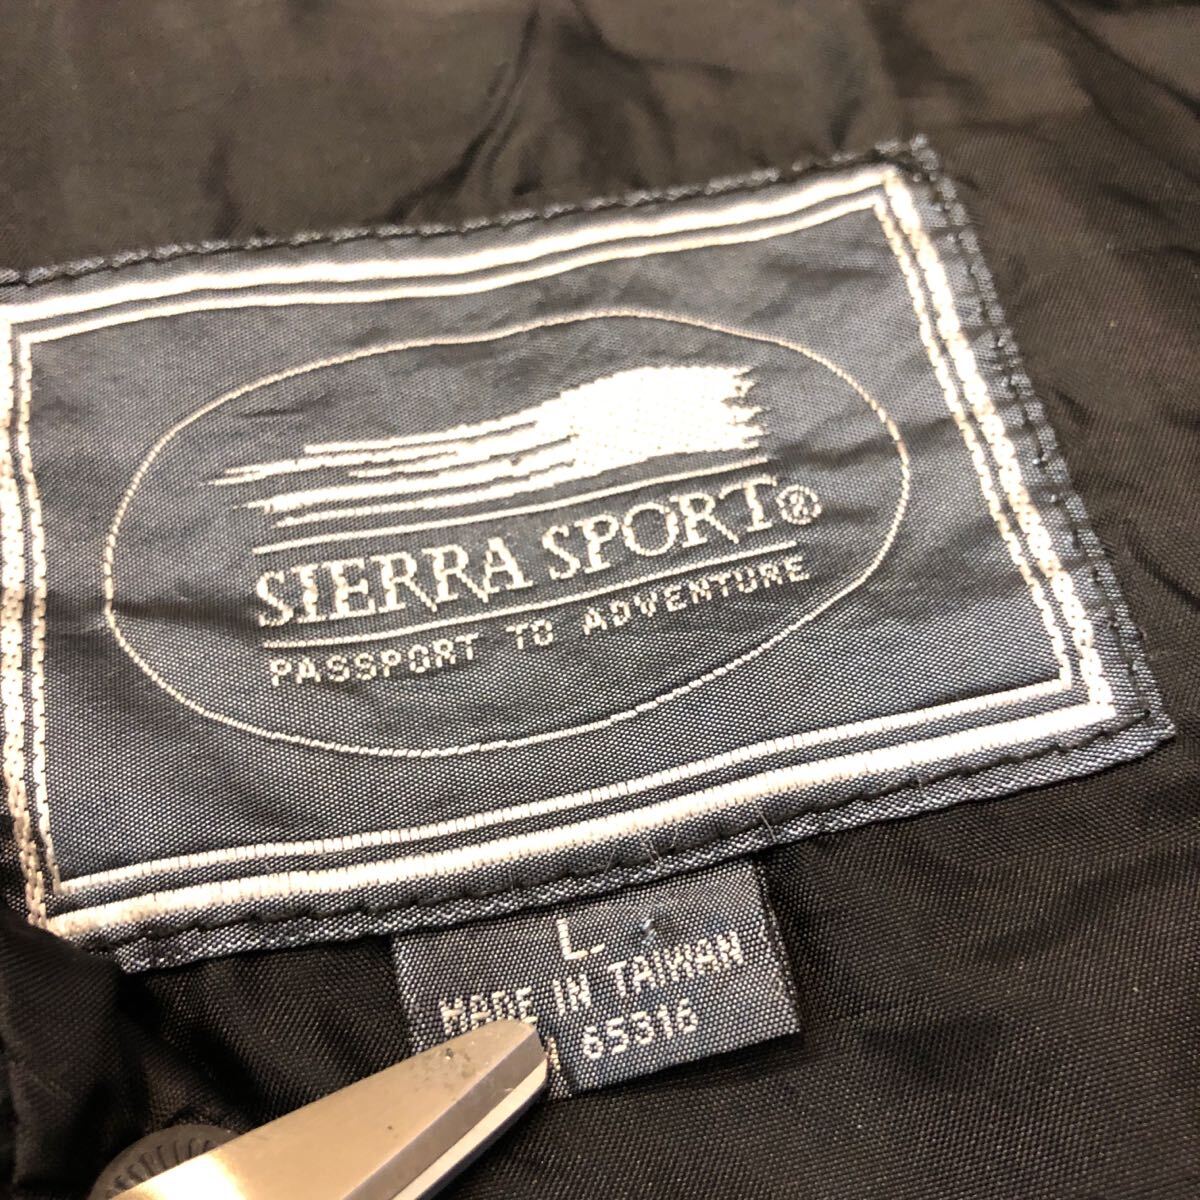 SIERRA SPORT®
PASSPORT TO ADVENTURE
L.
MADE IN TAIWAN
65316